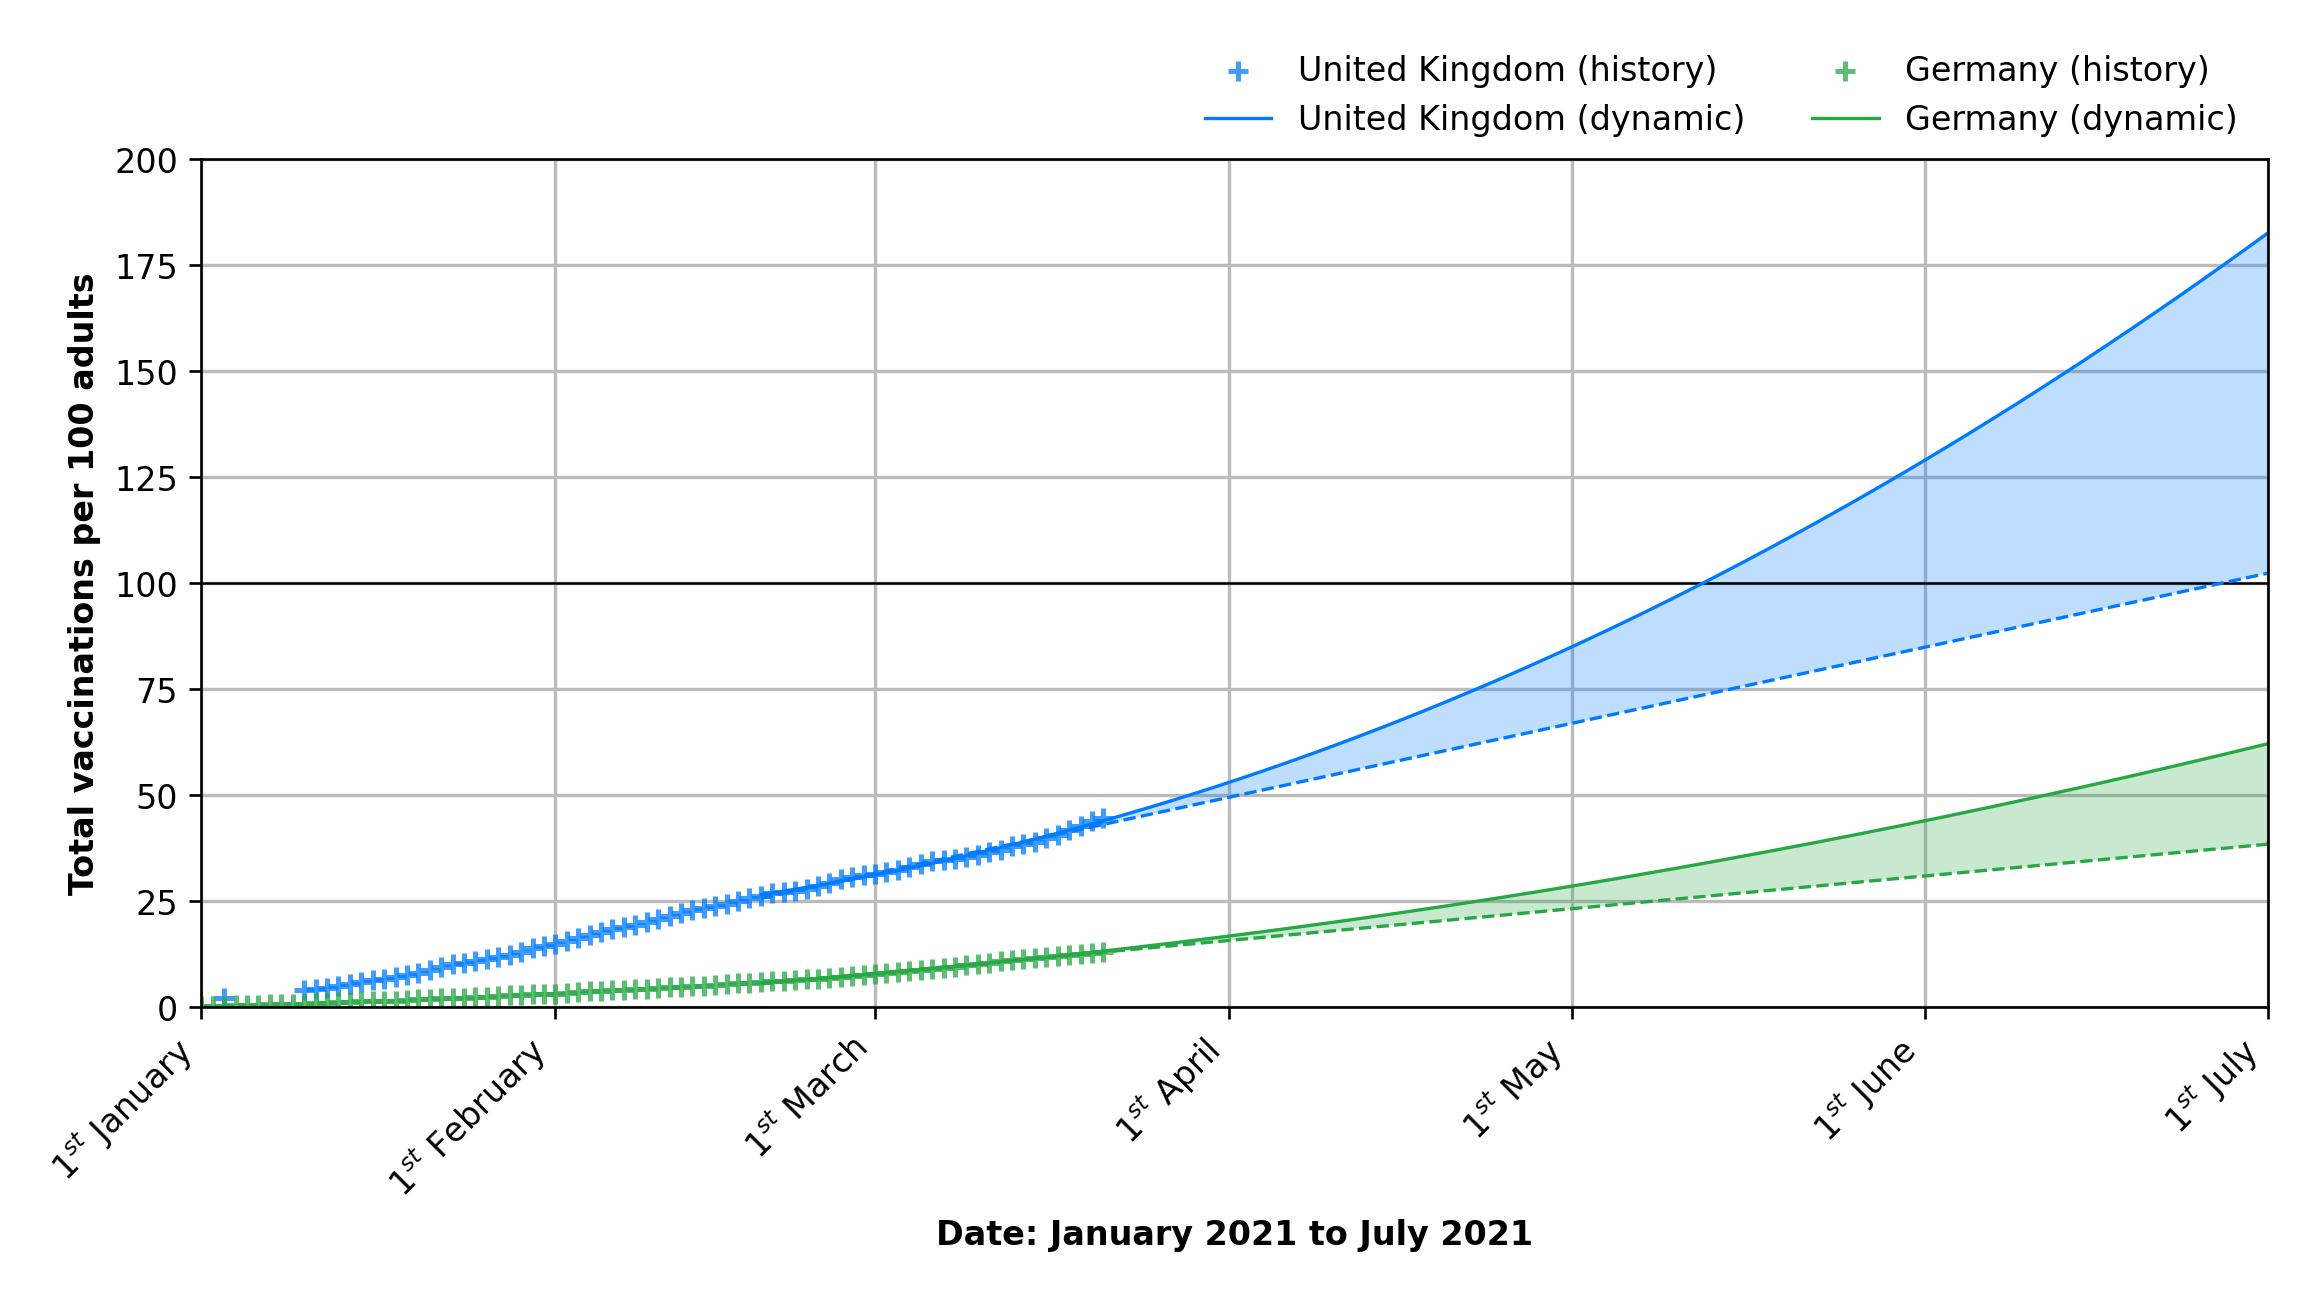 United Kingdom (history)
United Kingdom (dynamic)
Germany (history)
Germany (dynamic)
Total vaccinations per 100 adults
200
175
150
125
100
75
50
25
0
1st January
1st February
1st March
1st April
1st May
1st June
1st July
Date: January 2021 to July 2021